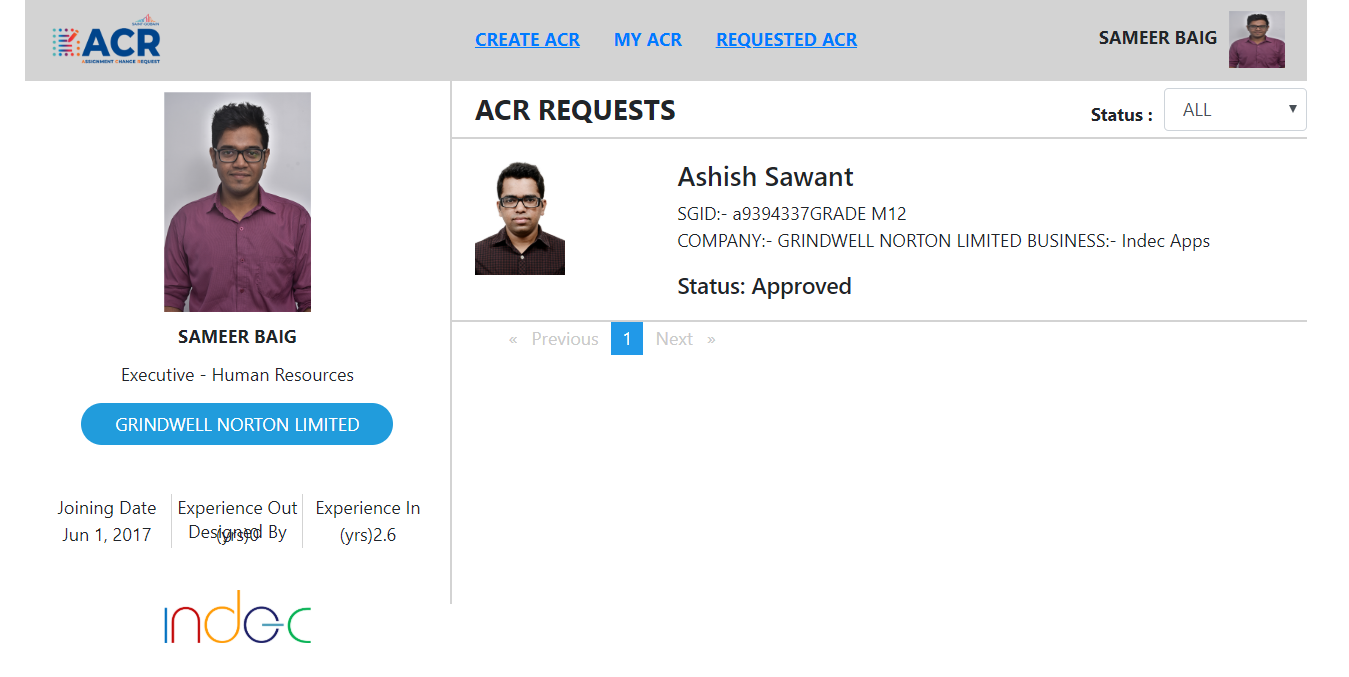 SAINT-GOBAIN
ACR
ASSIGNMENT CHANCE REQUEST
CREATE ACR MY ACR REQUESTED ACR
SAMEER BAIG
SAMEER BAIG
Executive - Human Resources
GRINDWELL NORTON LIMITED
Joining Date
Jun 1, 2017
Experience Out
(yrs)0
Designed By
Experience In
(yrs)2.6
indec
ACR REQUESTS
Status : ALL
Ashish Sawant
SGID:- a9394337GRADE M12
COMPANY:- GRINDWELL NORTON LIMITED BUSINESS:- Indec Apps
Status: Approved
« Previous 1 Next »